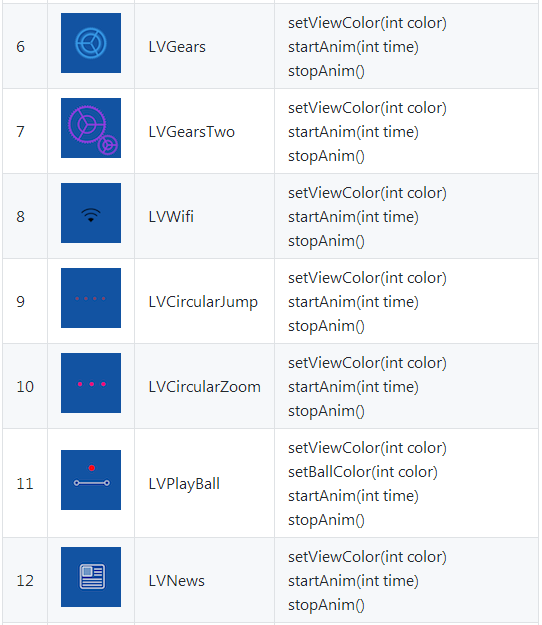 6
LVGears
setViewColor(int color)
startAnim(int time)
stopAnim()
7
LVGearsTwo
setViewColor(int color)
startAnim(int time)
stopAnim()
8
LVWifi
setViewColor(int color)
startAnim(int time)
stopAnim()
9
LVCircularJump
setViewColor(int color)
startAnim(int time)
stopAnim()
10
LVCircularZoom
setViewColor(int color)
startAnim(int time)
stopAnim()
11
LVPlayBall
setViewColor(int color)
setBallColor(int color)
startAnim(int time)
stopAnim()
12
LVNews
setViewColor(int color)
startAnim(int time)
stopAnim()